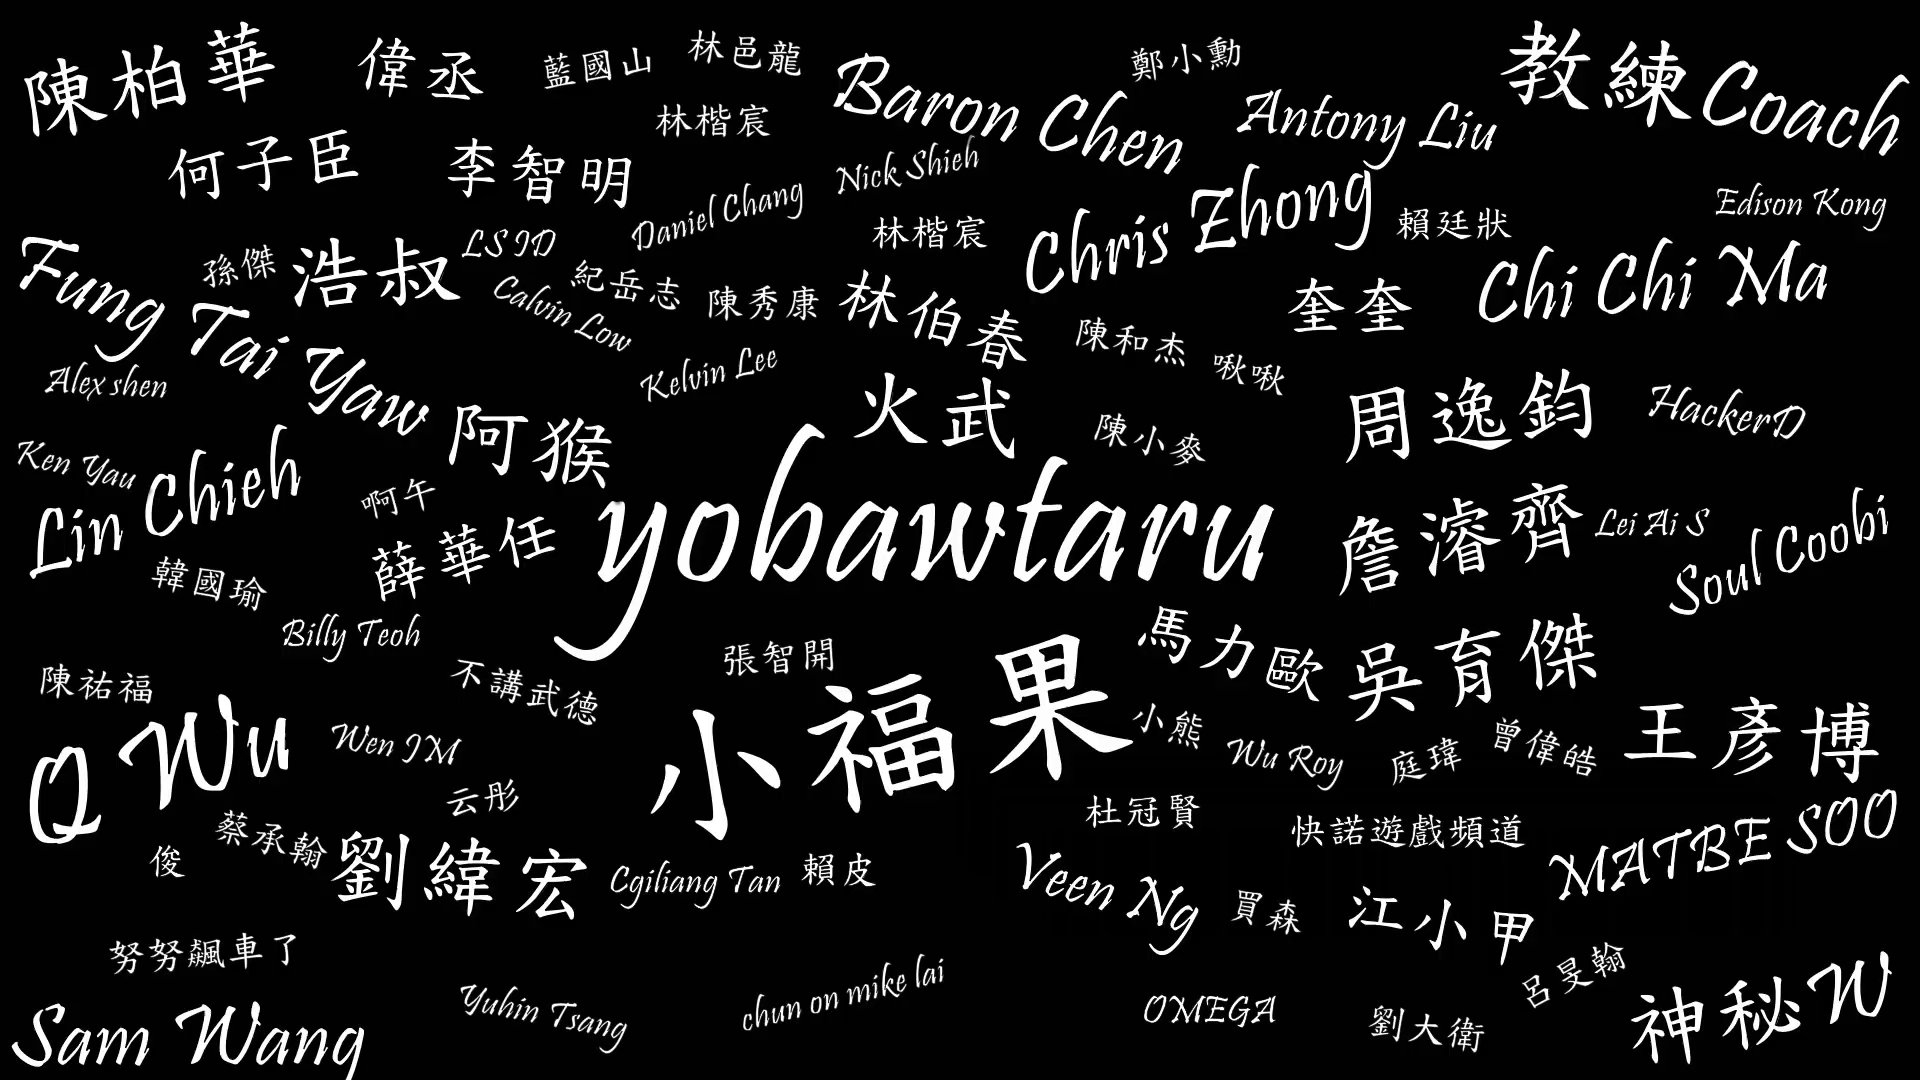 陳柏華
偉丞
藍國山
林邑龍
Baron Chen
鄭小勳
Antony Liu
教練Coach
何子臣
李智明
林楷宸
Nick Shieh
Daniel Chang
林楷宸
Chris Zhong
賴廷狀
Edison Kong
Fung Tai Yaw
孫傑
浩叔
LSID
Calvin Low
紀岳志
陳秀康
林伯春
陳和杰
奎奎
Chi Chi Ma
Alex shen
Kelvin Lee
啾啾
阿猴
火武
陳小麥
周逸鈞
HackerD
Ken Yau
Lin Chieh
啊午
薛華任
yobawtaru
詹濬齊
Lei Ai S
Soul Coobi
韓國瑜
Billy Teoh
陳祐福
不講武德
張智開
小福果
馬力歐
吳育傑
Q Wu
Wen JM
云彤
小熊
Wu Roy
庭瑋
曾偉皓
王彥博
俊
蔡承翰
劉緯宏
Cgiliang Tan
賴皮
杜冠賢
快諾遊戲頻道
MATBE SOO
Veen Ng
買森
江小甲
努努飆車了
呂旻翰
Sam Wang
Yuhin Tsang
chun on mike lai
OMEGA
劉大衛
神秘W